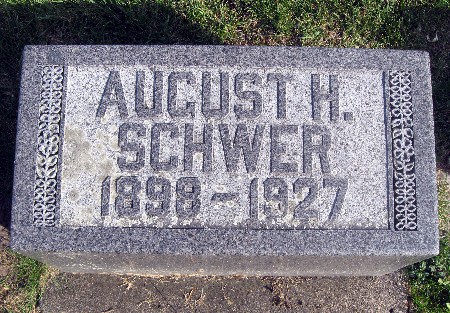 AUGUST H.
SCHWER
1898 - 1927